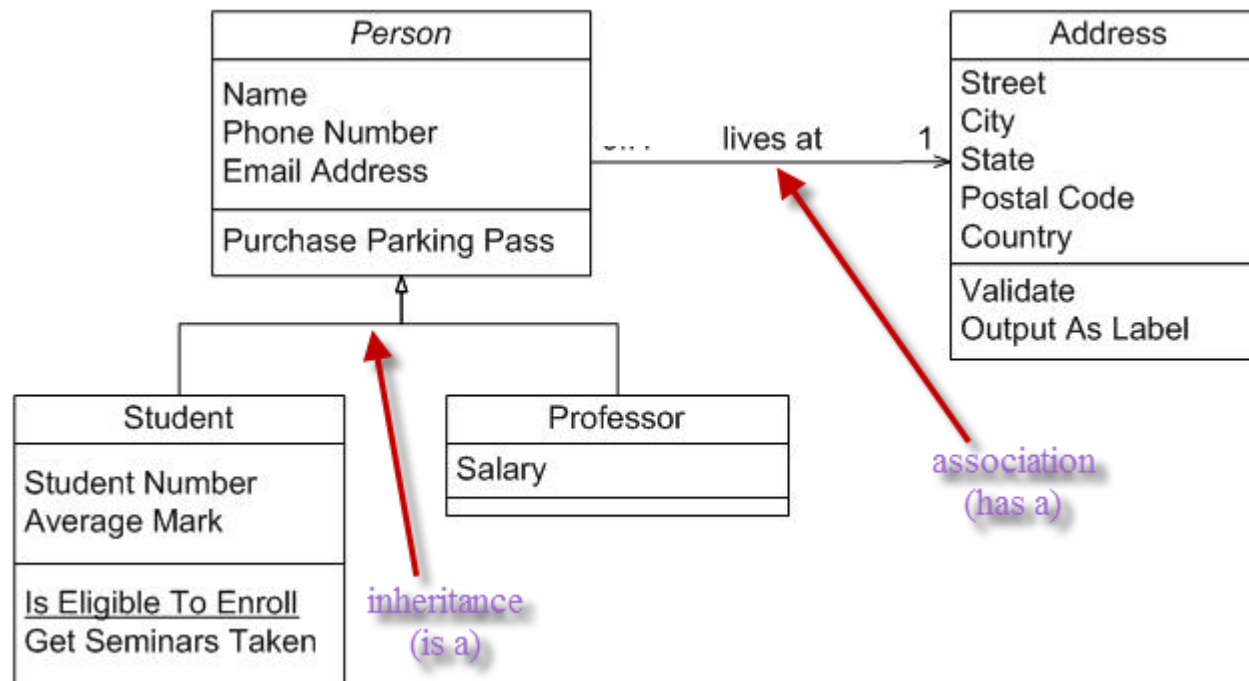 Person
Name
Phone Number
Email Address
Purchase Parking Pass
lives at
1
Address
Street
City
State
Postal Code
Country
Validate
Output As Label
Student
Student Number
Average Mark
Is Eligible To Enroll
Get Seminars Taken
Professor
Salary
inheritance
(is a)
association
(has a)